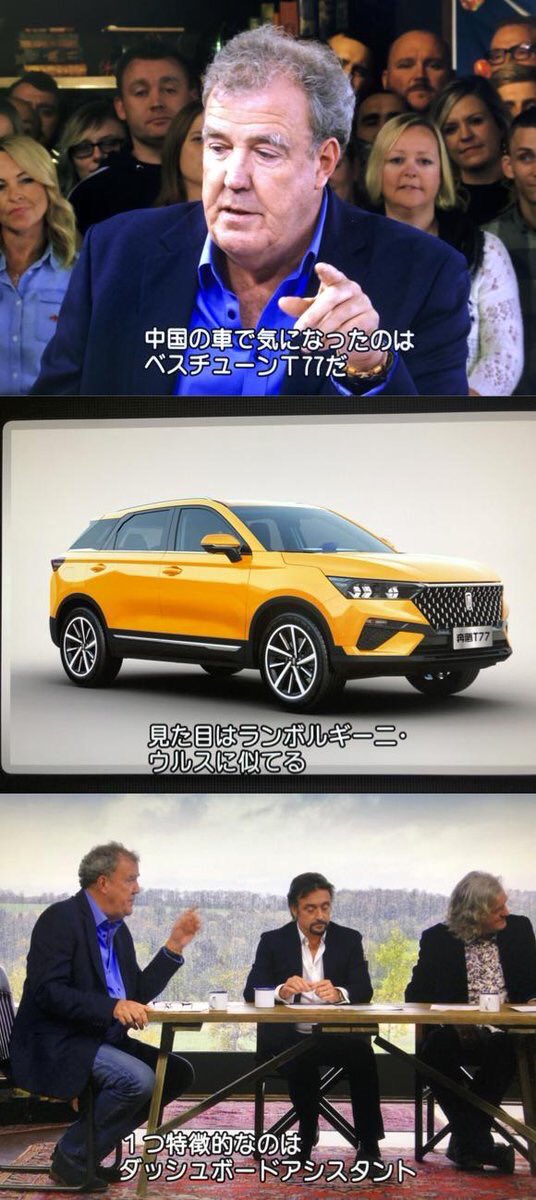 中国の車で気になったのは
ベスチューンT77だ
奔腾T77
見た目はランボルギーニ・
ウルスに似てる
1つ特徴的なのは
ダッシュボードアシスタント